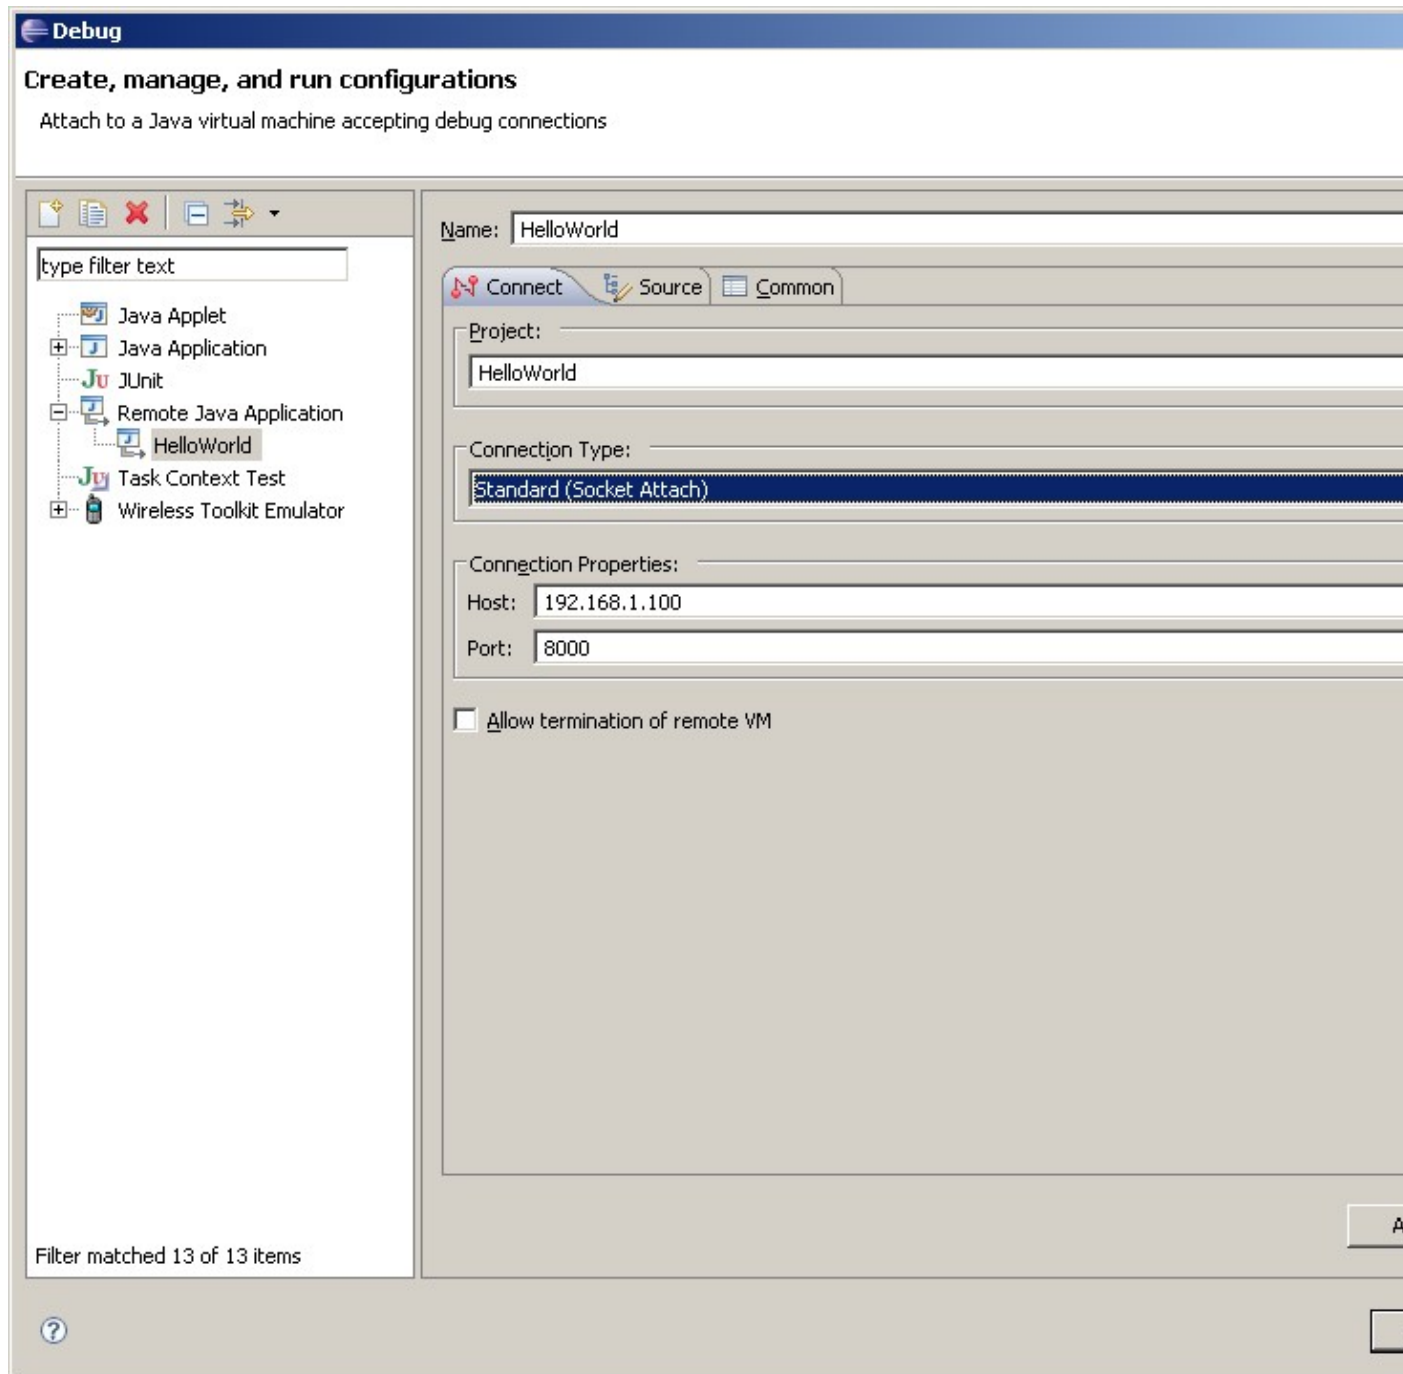 Debug
Create, manage, and run configurations
Attach to a Java virtual machine accepting debug connections
type filter text
Java Applet
Java Application
JUnit
Remote Java Application
HelloWorld
Task Context Test
Wireless Toolkit Emulator
Filter matched 13 of 13 items
Name: HelloWorld
Connect Source Common
Project:
HelloWorld
Connection Type:
Standard (Socket Attach)
Connection Properties:
Host: 192.168.1.100
Port: 8000
Allow termination of remote VM